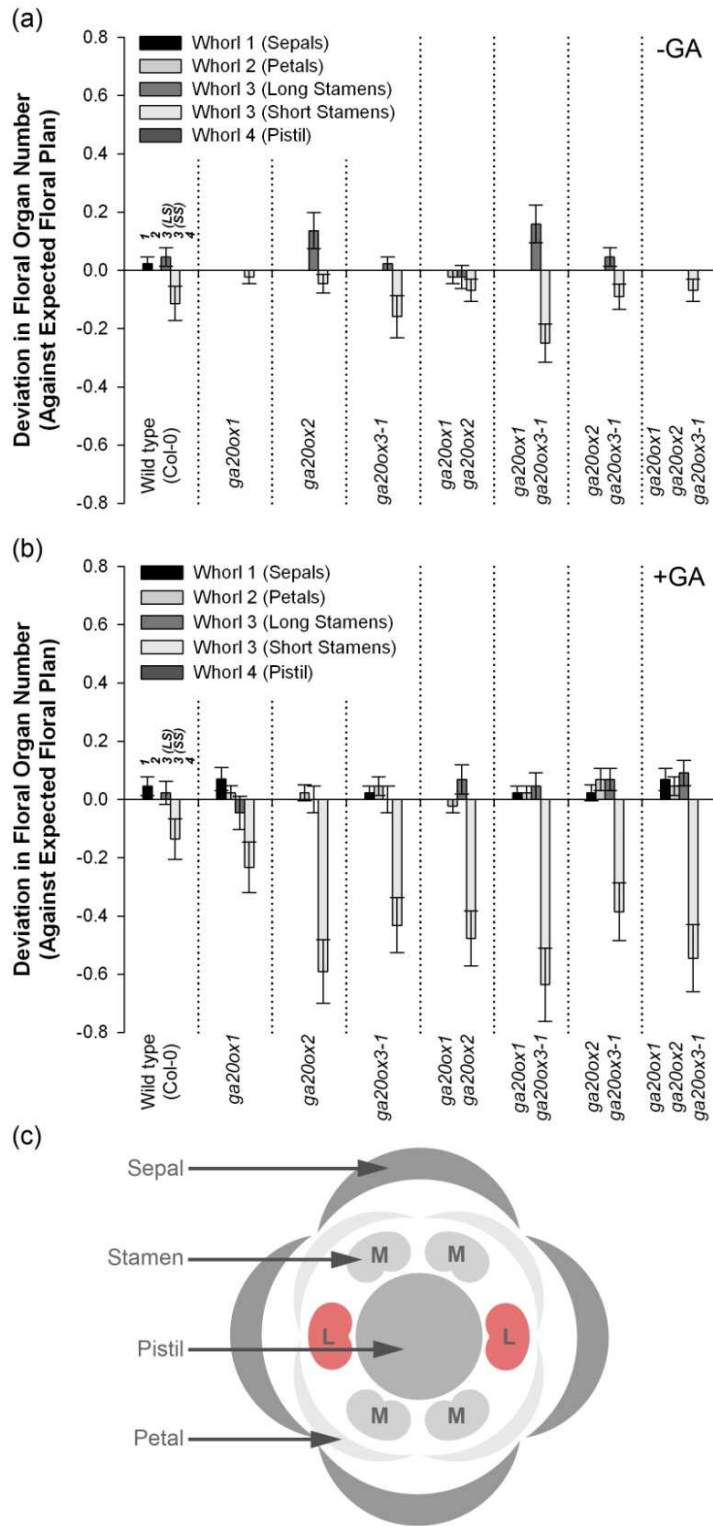 (a)
Deviation in Floral Organ Number
(Against Expected Floral Plan)
0.8
0.6
0.4
0.2
0.0
-0.2
-0.4
-0.6
-0.8
Whorl 1 (Sepals)
Whorl 2 (Petals)
Whorl 3 (Long Stamens)
Whorl 3 (Short Stamens)
Whorl 4 (Pistil)
-GA
1
2
3 (LS)
3 (SS)
4
Wild type
(Col-0)
ga20ox1
ga20ox2
ga20ox3-1
ga20ox1
ga20ox2
ga20ox1
ga20ox3-1
ga20ox2
ga20ox3-1
ga20ox1
ga20ox2
ga20ox3-1
(b)
Deviation in Floral Organ Number
(Against Expected Floral Plan)
0.8
0.6
0.4
0.2
0.0
-0.2
-0.4
-0.6
-0.8
Whorl 1 (Sepals)
Whorl 2 (Petals)
Whorl 3 (Long Stamens)
Whorl 3 (Short Stamens)
Whorl 4 (Pistil)
+GA
1
2
3 (LS)
3 (SS)
4
Wild type
(Col-0)
ga20ox1
ga20ox2
ga20ox3-1
ga20ox1
ga20ox2
ga20ox1
ga20ox3-1
ga20ox2
ga20ox3-1
ga20ox1
ga20ox2
ga20ox3-1
(c)
Sepal
Stamen
M M
L L
Pistil
M M
Petal